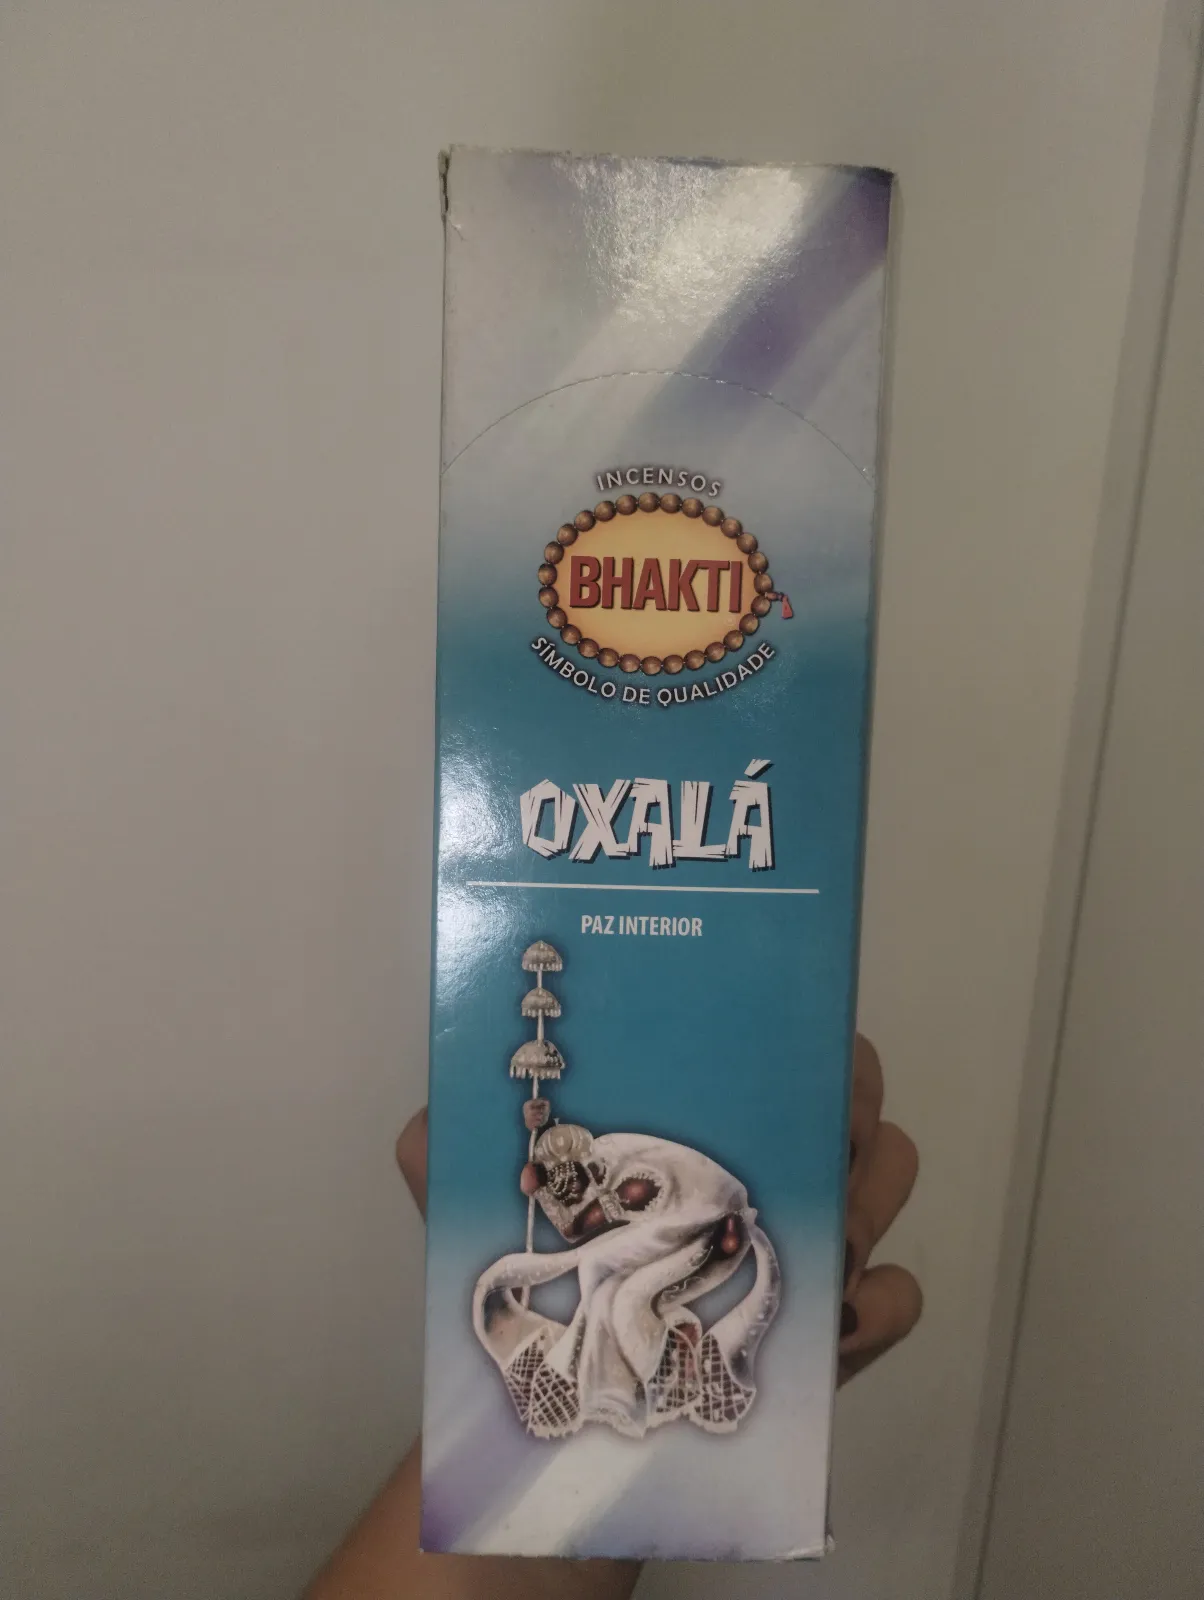 INCENSOS
BHAKTI
SÍMBOLO DE QUALIDADE
OXALÁ
PAZ INTERIOR